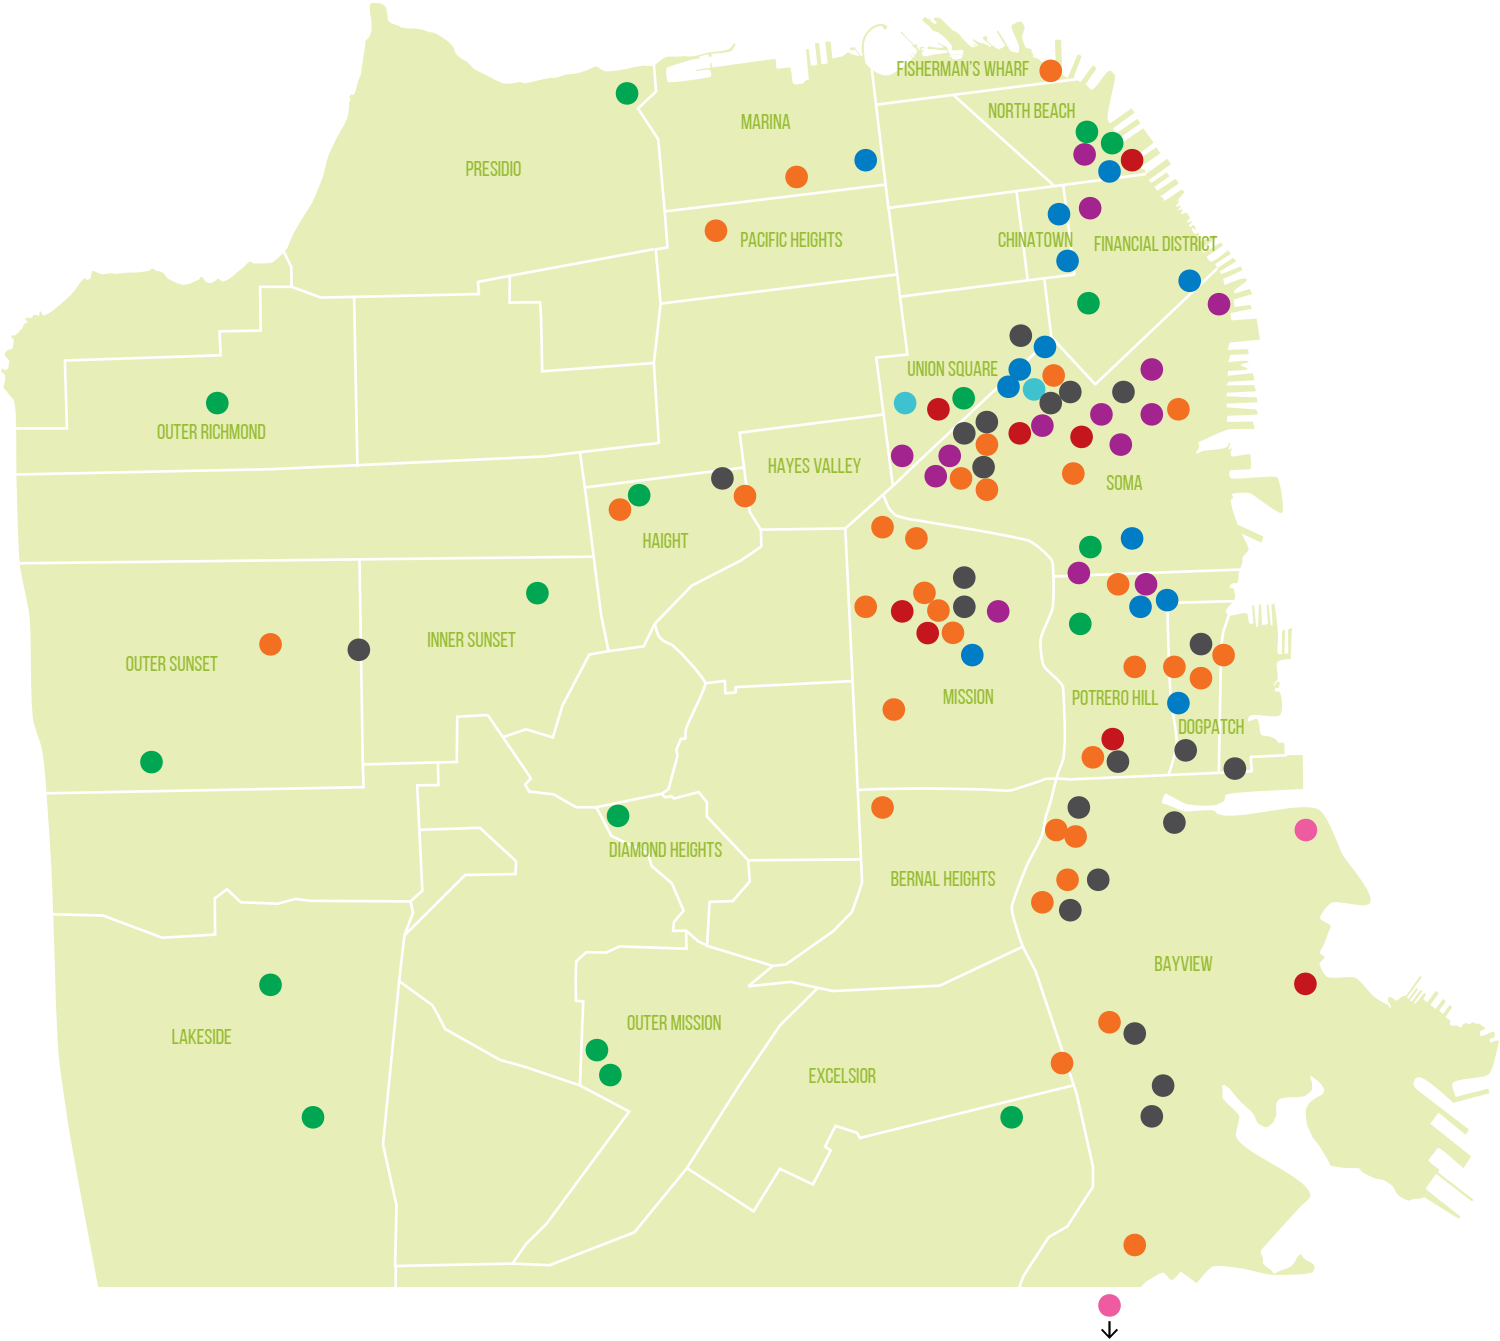 FISHERMAN'S WHARF
NORTH BEACH
MARINA
PRESIDIO
PACIFIC HEIGHTS
CHINATOWN
FINANCIAL DISTRICT
UNION SQUARE
OUTER RICHMOND
HAYES VALLEY
SOMA
HAIGHT
INNER SUNSET
OUTER SUNSET
MISSION
POTRERO HILL
DOGPATCH
DIAMOND HEIGHTS
BERNAL HEIGHTS
BAYVIEW
OUTER MISSION
LAKESIDE
EXCELSIOR